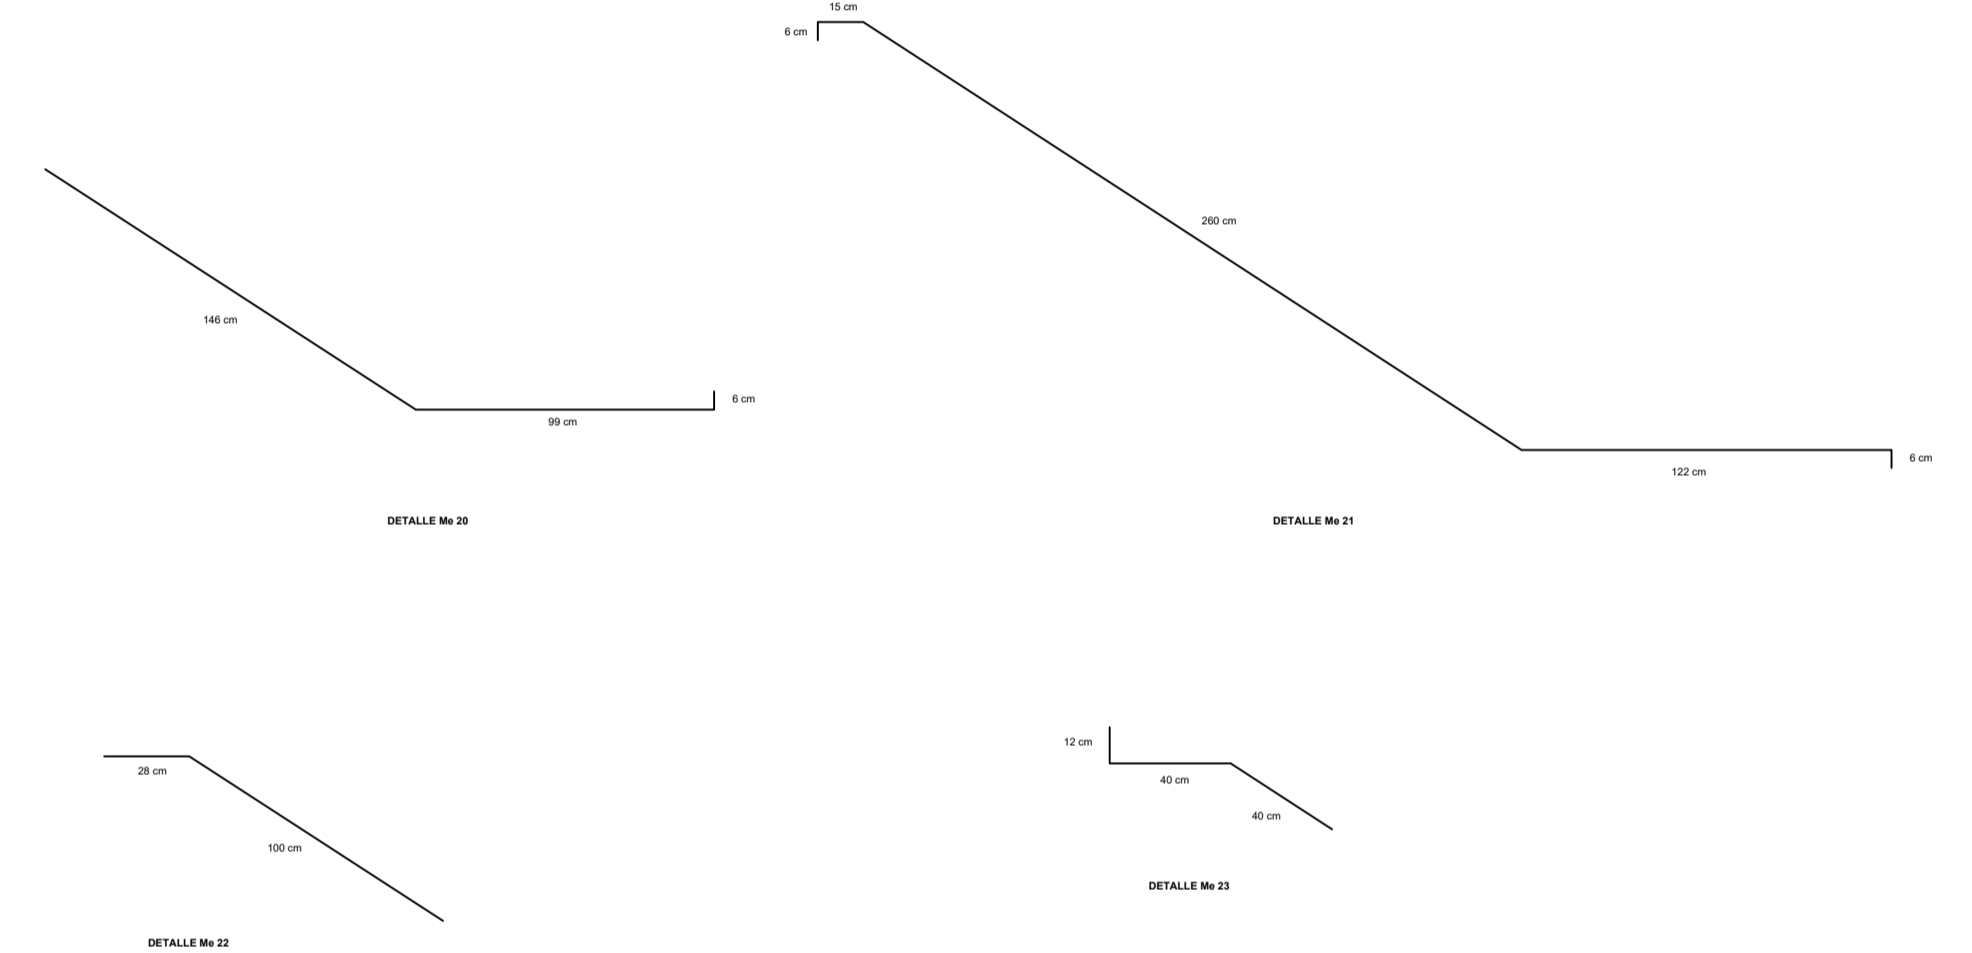 15 cm
6 cm
260 cm
146 cm
6 cm
99 cm
6 cm
122 cm
DETALLE Me 20
DETALLE Me 21
12 cm
28 cm
40 cm
40 cm
100 cm
DETALLE Me 23
DETALLE Me 22